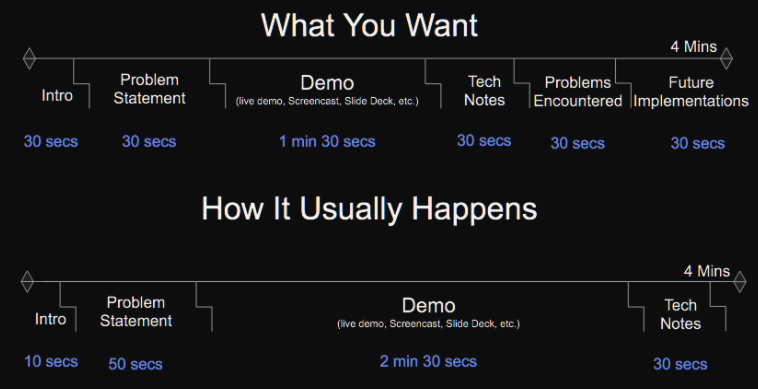 What You Want
4 Mins
Intro
Problem
Statement
Demo
(live demo, Screencast, Slide Deck, etc.)
Tech
Notes
Problems
Encountered
Future
Implementations
30 secs
30 secs
1 min 30 secs
30 secs
30 secs
30 secs
How It Usually Happens
4 Mins
Intro
Problem
Statement
Demo
(live demo, Screencast, Slide Deck, etc.)
Tech
Notes
10 secs
50 secs
2 min 30 secs
30 secs